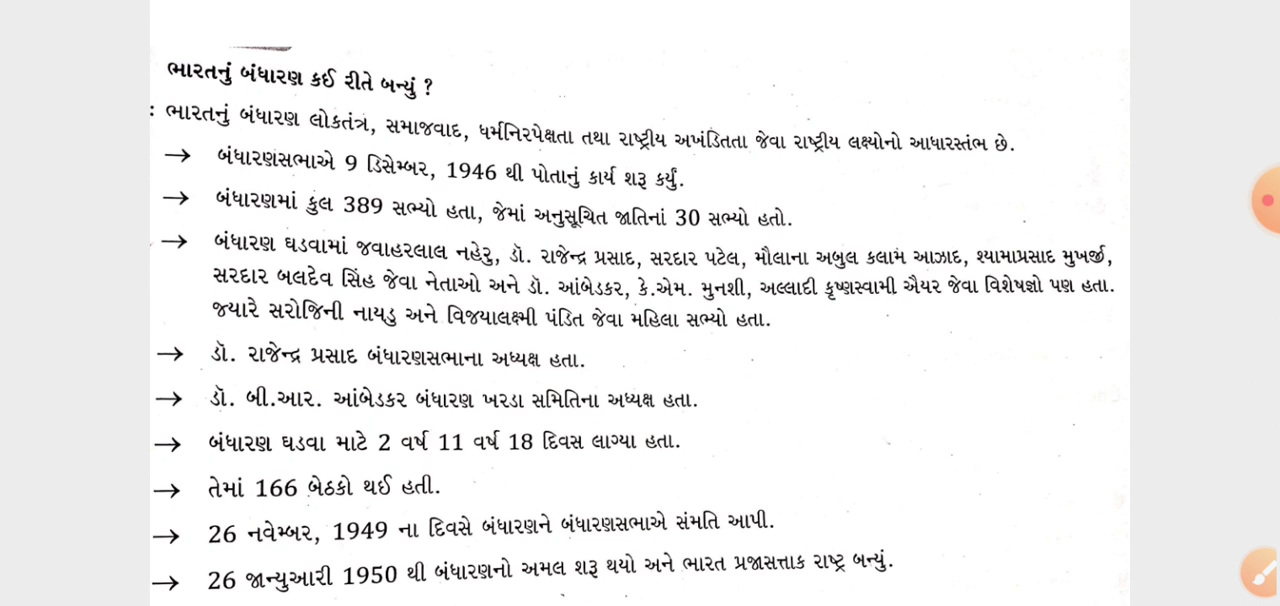 ભારતનું બંધારણ કઈ રીતે બન્યું ?
: ભારતનું બંધારણ લોકતંત્ર, સમાજવાદ, ધર્મનિરપેક્ષતા તથા રાષ્ટ્રીય અખંડિતતા જેવા રાષ્ટ્રીય લક્ષ્યોનો આધારસ્તંભ છે.
→ બંધારણસભાએ 9 ડિસેમ્બર, 1946 થી પોતાનું કાર્ય શરૂ કર્યું.
→ બંધારણમાં કુલ 389 સભ્યો હતા, જેમાં અનુસૂચિત જાતિનાં 30 સભ્યો હતો.
→ બંધારણ ઘડવામાં જવાહરલાલ નહેરુ, ડૉ. રાજેન્દ્ર પ્રસાદ, સરદાર પટેલ, મૌલાના અબુલ કલામ આઝાદ, શ્યામાપ્રસાદ મુખર્જી,
સરદાર બલદેવ સિંહ જેવા નેતાઓ અને ડૉ. આંબેડકર, કે.એમ. મુનશી, અલ્લાદી કૃષ્ણસ્વામી ઐયર જેવા વિશેષજ્ઞો પણ હતા.
જ્યારે સરોજિની નાયડુ અને વિજયાલક્ષ્મી પંડિત જેવા મહિલા સભ્યો હતા.
→ ડૉ. રાજેન્દ્ર પ્રસાદ બંધારણસભાના અધ્યક્ષ હતા.
→ ડૉ. બી.આર. આંબેડકર બંધારણ ખરડા સમિતિના અધ્યક્ષ હતા.
→ બંધારણ ઘડવા માટે 2 વર્ષ 11 વર્ષ 18 દિવસ લાગ્યા હતા.
→ તેમાં 166 બેઠકો થઈ હતી.
→ 26 નવેમ્બર, 1949 ના દિવસે બંધારણને બંધારણસભાએ સંમતિ આપી.
→ 26 જાન્યુઆરી 1950 થી બંધારણનો અમલ શરૂ થયો અને ભારત પ્રજાસત્તાક રાષ્ટ્ર બન્યું.